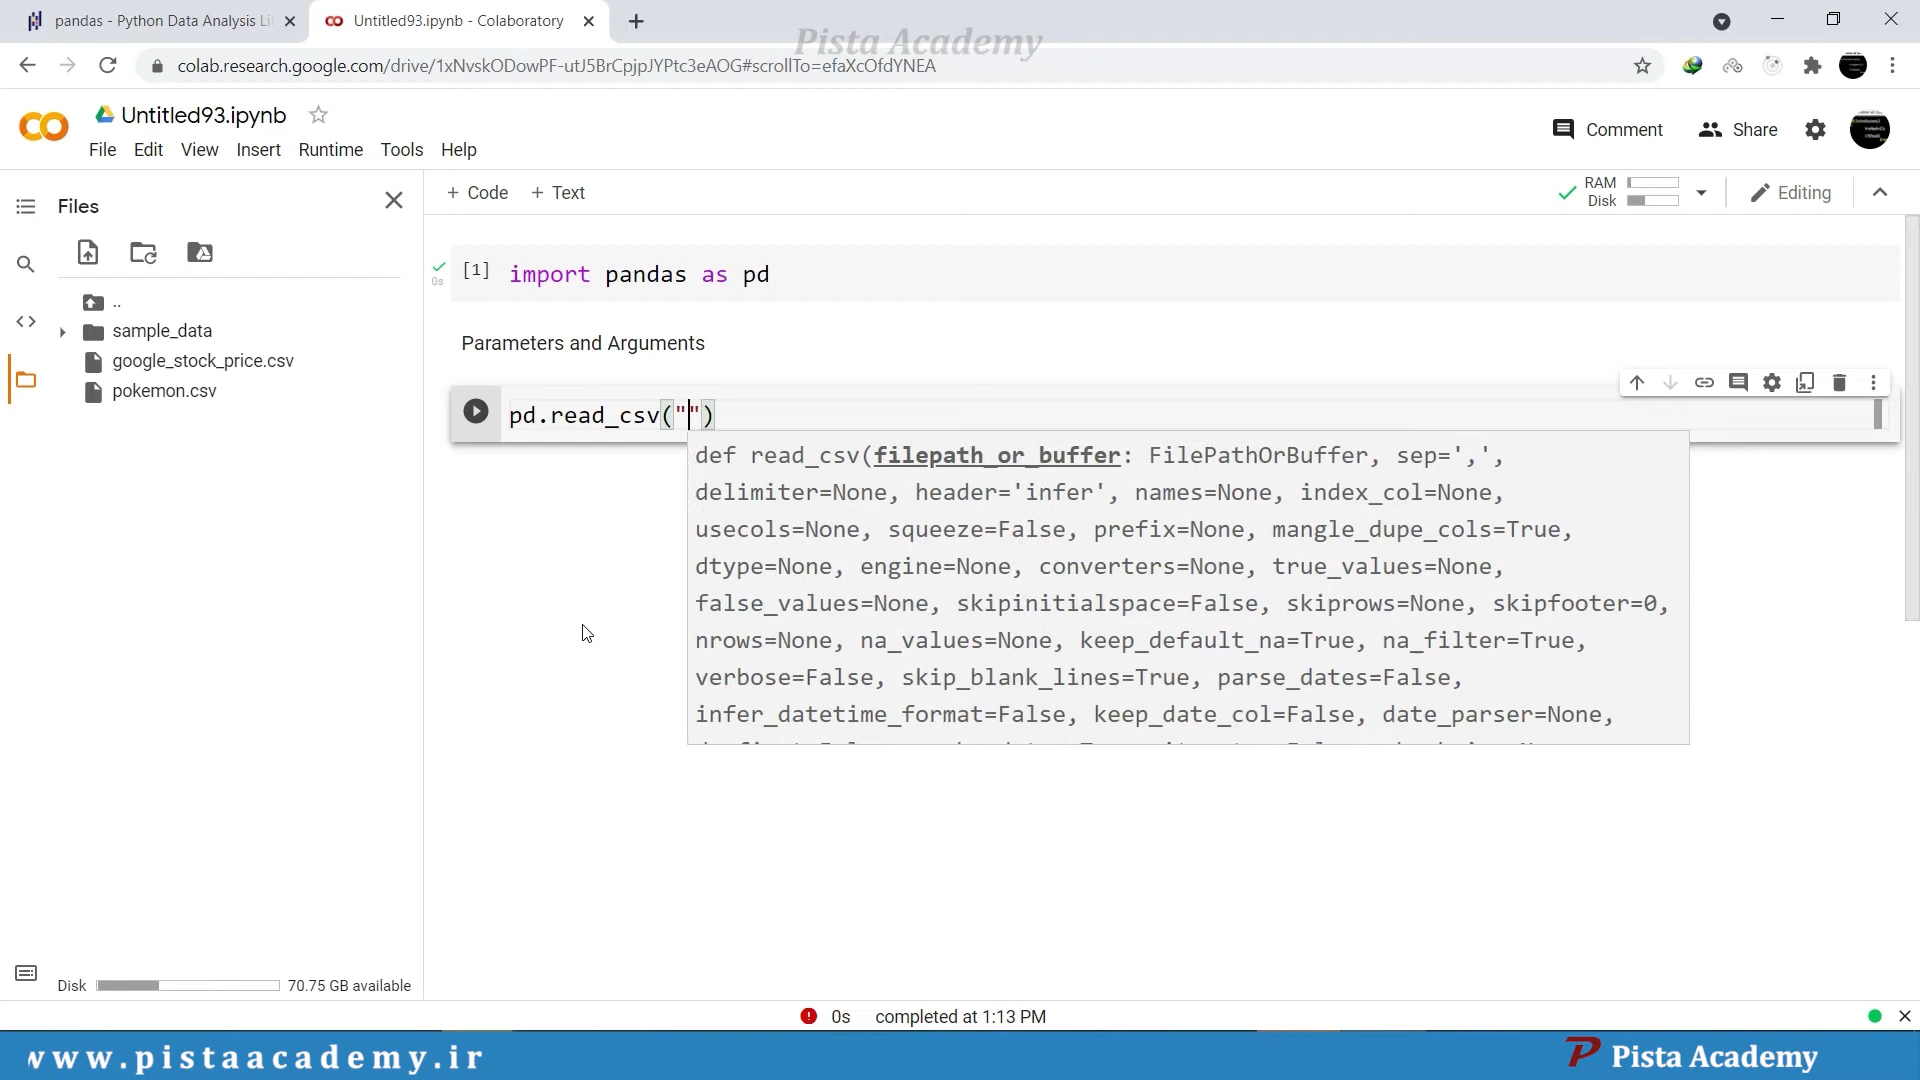 pandas - Python Data Analysis Li
Untitled93.ipynb - Colaboratory
Pista Academy
colab.research.google.com/drive/1xNvskODowPF-utJ5BrCpjpJYPtc3eAOG#scrollTo=efaXcOfdYNEA
Untitled93.ipynb
File Edit View Insert Runtime Tools Help
Comment
Share
Files
+ Code + Text
RAM
Disk
Editing
..
sample_data
google_stock_price.csv
pokemon.csv
0s
[1] import pandas as pd
Parameters and Arguments
pd.read_csv("")
def read_csv(filepath_or_buffer: FilePathOrBuffer, sep=',',
delimiter=None, header='infer', names=None, index_col=None,
usecols=None, squeeze=False, prefix=None, mangle_dupe_cols=True,
dtype=None, engine=None, converters=None, true_values=None,
false_values=None, skipinitialspace=False, skiprows=None, skipfooter=0,
nrows=None, na_values=None, keep_default_na=True, na_filter=True,
verbose=False, skip_blank_lines=True, parse_dates=False,
infer_datetime_format=False, keep_date_col=False, date_parser=None,
Disk 70.75 GB available
0s completed at 1:13 PM
www.pistaacademy.ir
Pista Academy